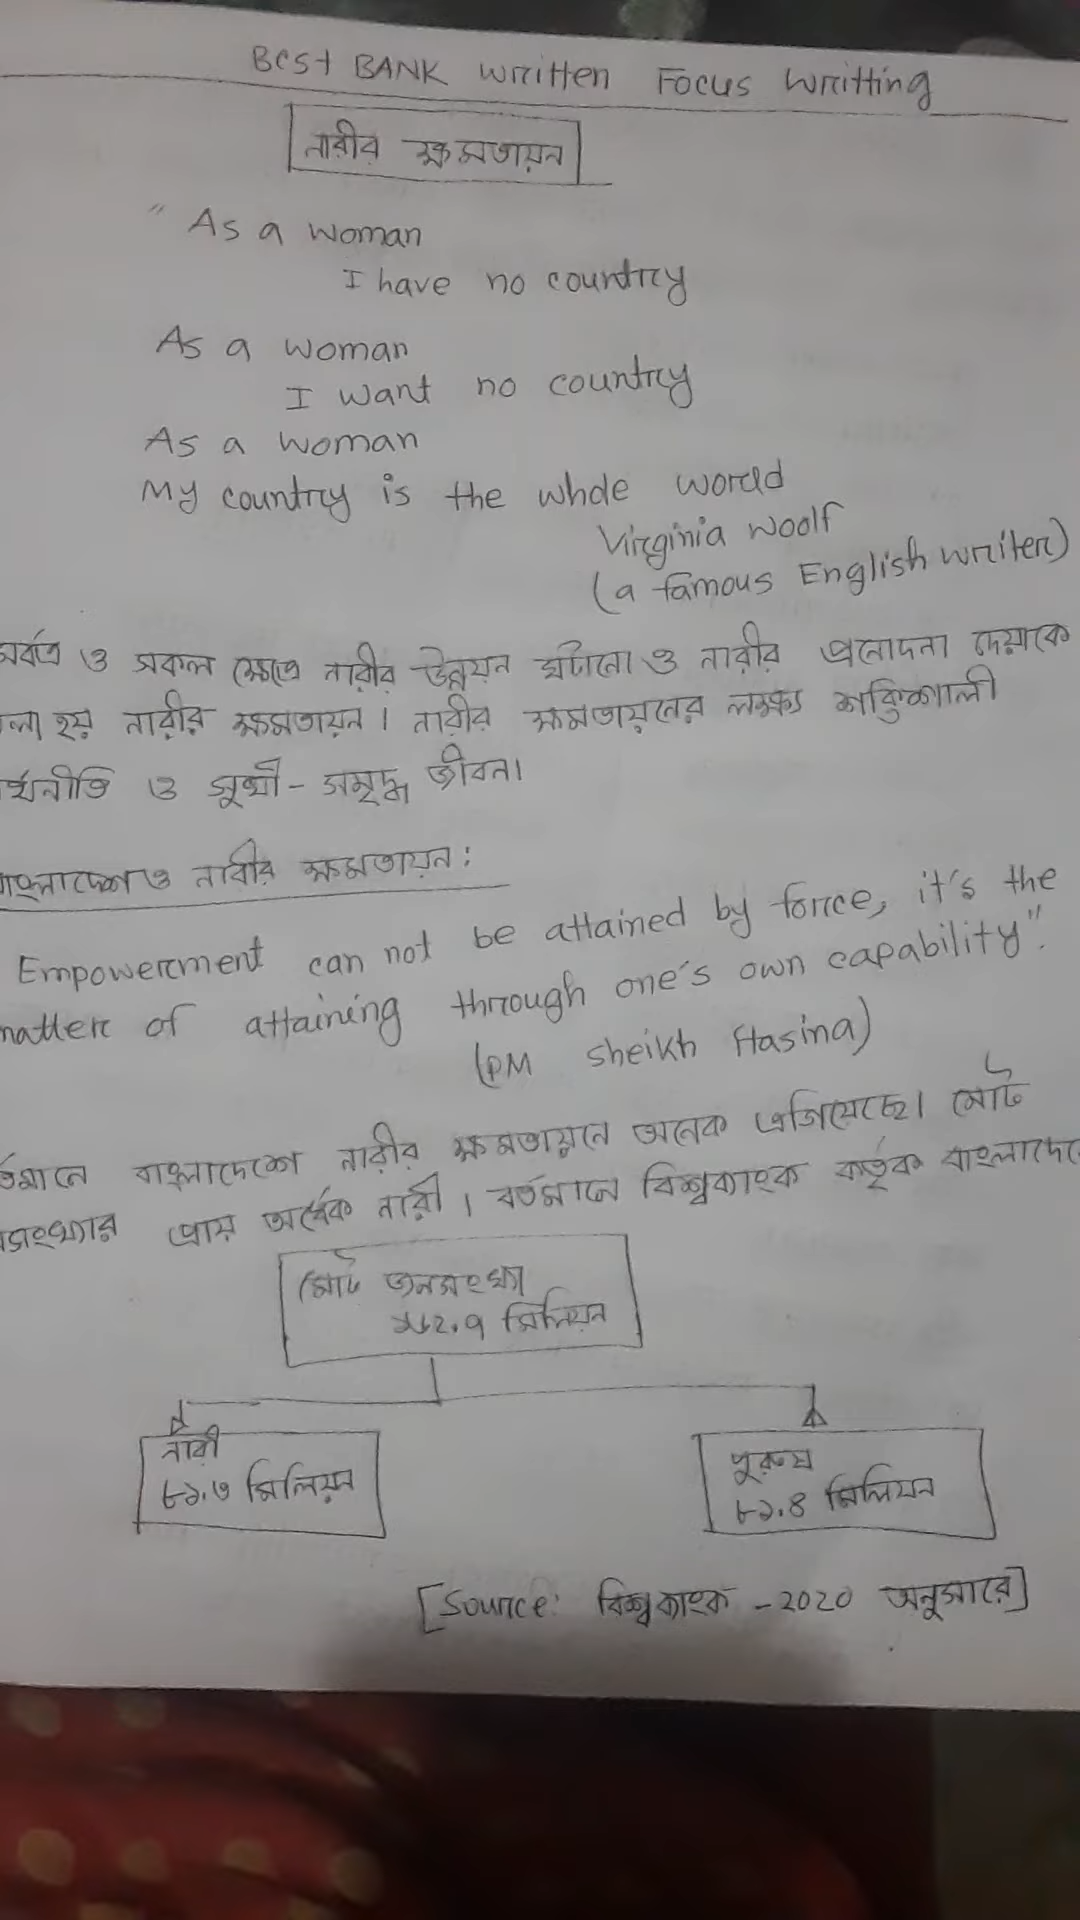 Best BANK Written Focus Writting
নারীর ক্ষমতায়ন
" As a woman
I have no country
As a woman
I want no country
As a woman
My country is the whole world
Virginia Woolf
(a famous English writer)
সর্বত্র ও সকল ক্ষেত্রে নারীর উন্নয়ন ঘটানো ও নারীর প্রনোদনা দেয়াকে
লা হয় নারীর ক্ষমতায়ন। নারীর ক্ষমতায়নের লক্ষ্য শক্তিশালী
র্থনীতি ও সুখী - সমৃদ্ধ জীবন।
াংলাদেশ ও নারীর ক্ষমতায়ন:
Empowerment can not be attained by force, it's the
matter of attaining through one's own capability".
(PM Sheikh Hasina)
র্তমানে বাংলাদেশে নারীর ক্ষমতায়নে অনেক এগিয়েছে। মোট
সংখ্যার প্রায় অর্ধেক নারী। বর্তমানে বিশ্বব্যাংক কর্তৃক বাংলাদে
মোট জনসংখ্যা
১৬২.৭ মিলিয়ন
নারী
৮১.৩ মিলিয়ন
পুরুষ
৮১.৪ মিলিয়ন
[Source: বিশ্বব্যাংক - 2020 অনুসারে]